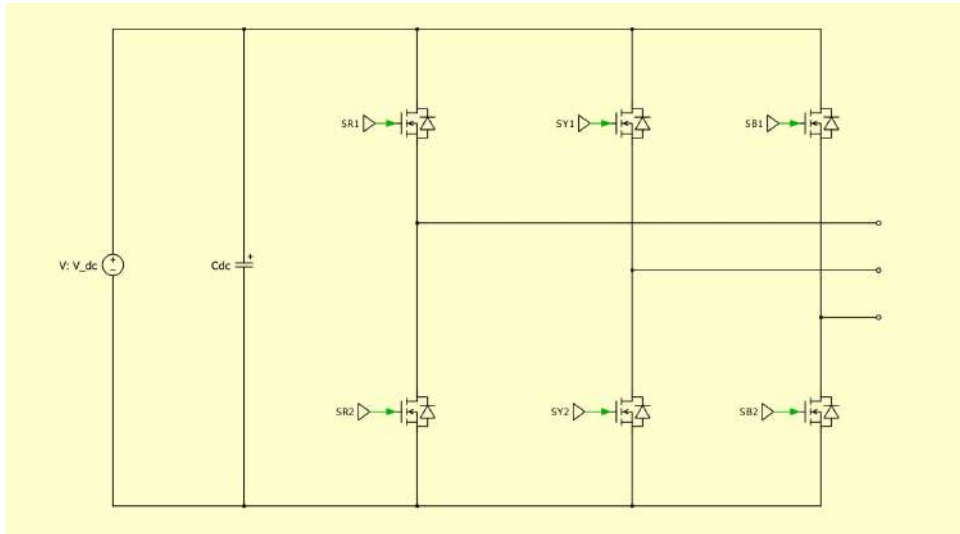 SR1
SY1
SB1
V: V_dc
+
-
Cdc
+
SR2
SY2
SB2